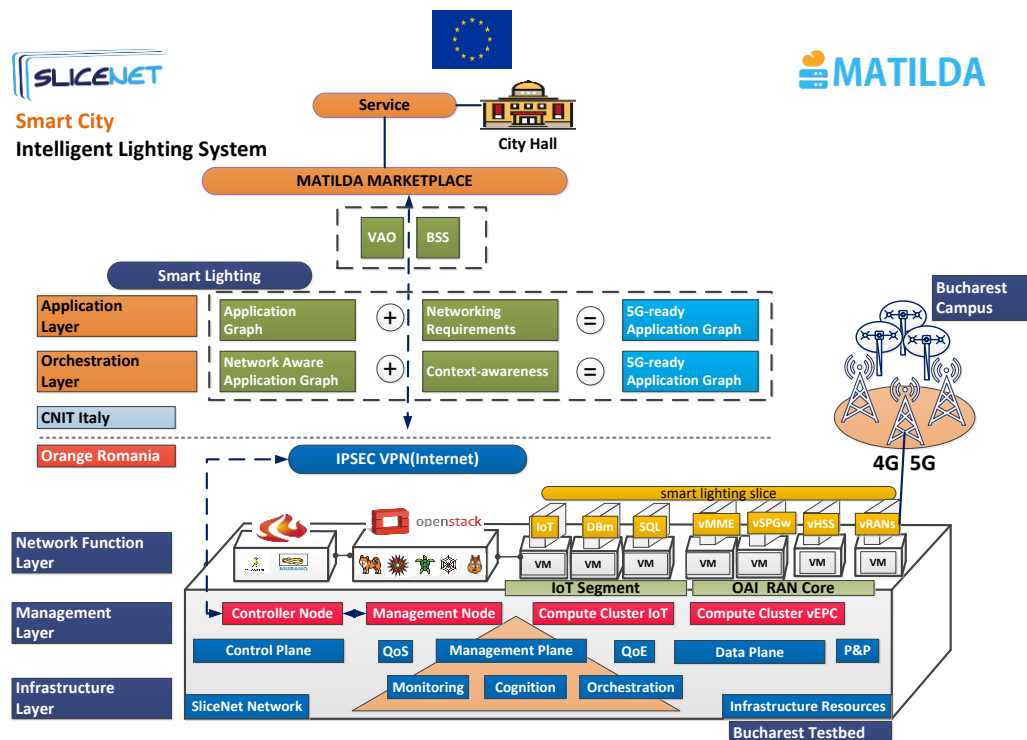 SLICENET
MATILDA
Smart City
Intelligent Lighting System
Service
City Hall
MATILDA MARKETPLACE
VAO
BSS
Smart Lighting
Bucharest
Campus
Application
Layer
Application
Graph
+
Networking
Requirements
=
5G-ready
Application Graph
Orchestration
Layer
Network Aware
Application Graph
+
Context-awareness
=
5G-ready
Application Graph
CNIT Italy
Orange Romania
IPSEC VPN(Internet)
4G 5G
smart lighting slice
openstack
IoT
DBm
SQL
vMME
vSPGw
vHSS
vRANs
Network Function
Layer
MURANO
VM
VM
VM
VM
VM
VM
VM
IoT Segment
OAI RAN Core
Management
Layer
Controller Node
Management Node
Compute Cluster IoT
Compute Cluster vEPC
Control Plane
QoS
Management Plane
QoE
Data Plane
P&P
Infrastructure
Layer
Monitoring
Cognition
Orchestration
SliceNet Network
Infrastructure Resources
Bucharest Testbed